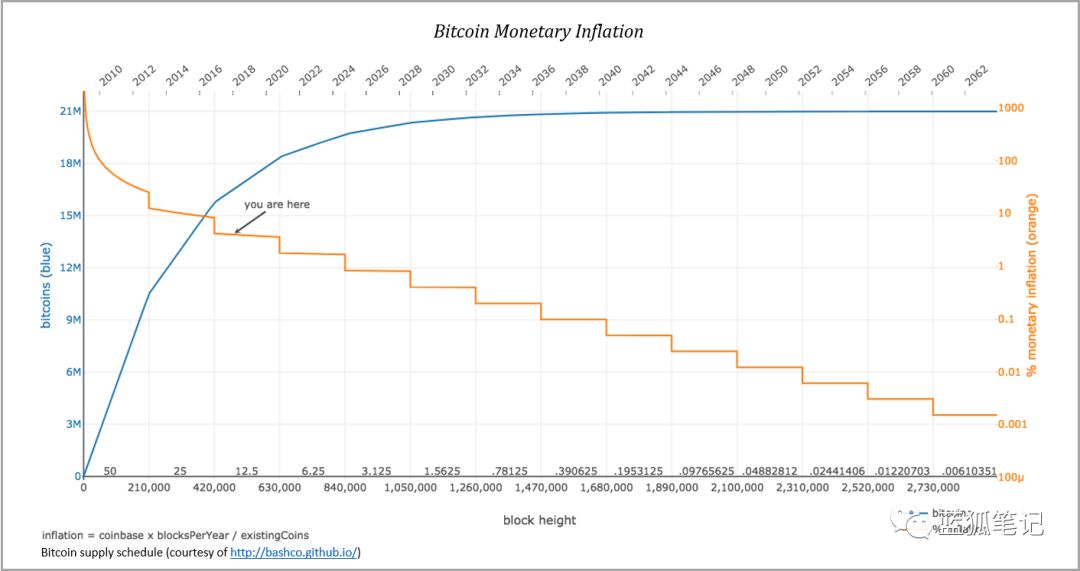 Bitcoin Monetary Inflation
2010 2012 2014 2016 2018 2020 2022 2024 2026 2028 2030 2032 2034 2036 2038 2040 2042 2044 2046 2048 2050 2052 2054 2056 2058 2060 2062
21M
18M
15M
12M
9M
6M
3M
0
bitcoins (blue)
you are here
1000
100
10
1
0.1
0.01
0.001
100μ
% monetary inflation (orange)
50 25 12.5 6.25 3.125 1.5625 .78125 .390625 .1953125 .09765625 .04882812 .02441406 .01220703 .00610351
0 210,000 420,000 630,000 840,000 1,050,000 1,260,000 1,470,000 1,680,000 1,890,000 2,100,000 2,310,000 2,520,000 2,730,000
block height
蓝狐笔记
inflation = coinbase x blocksPerYear / existingCoins
Bitcoin supply schedule (courtesy of http://bashco.github.io/)